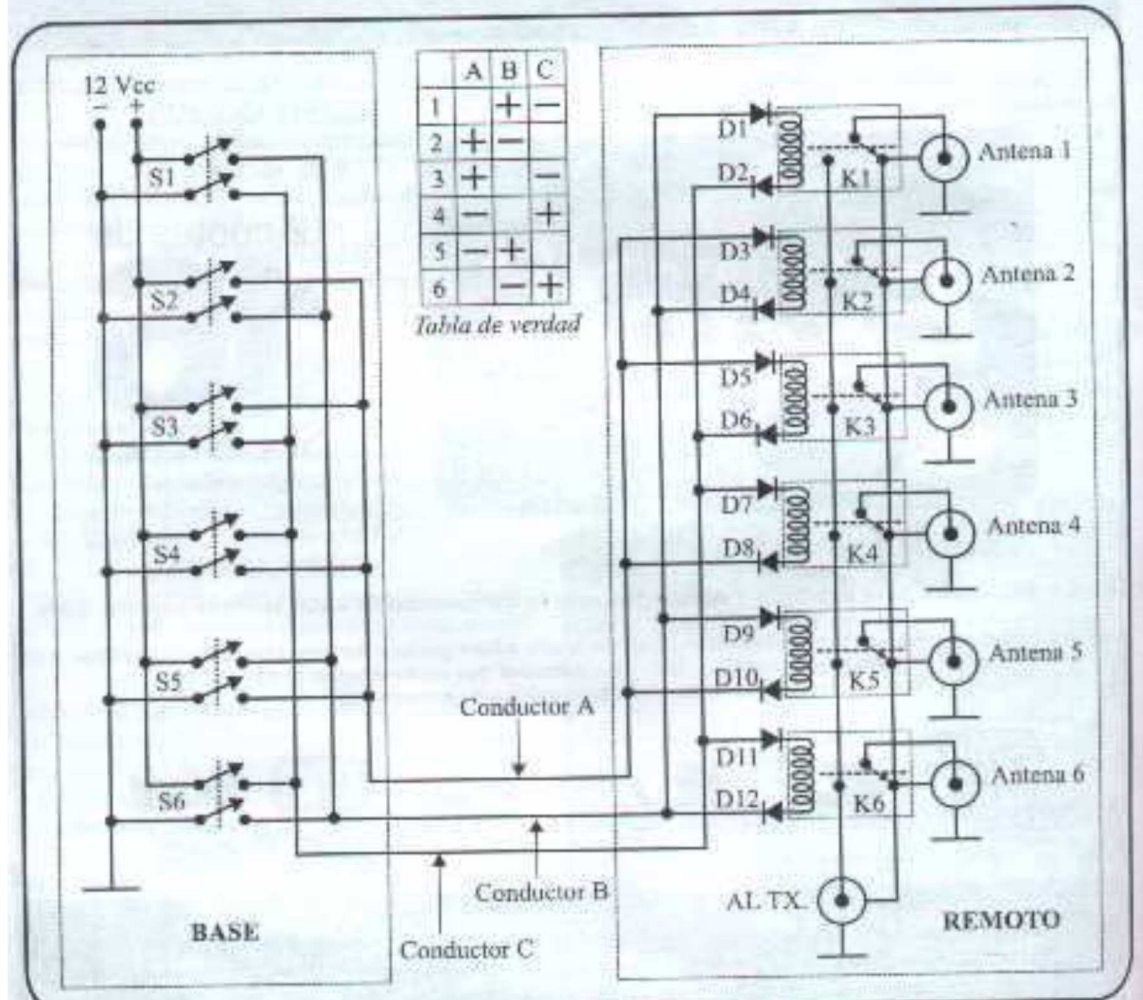 12 Vcc
− +
S1
S2
S3
S4
S5
S6
BASE
A B C
1 + −
2 + −
3 + −
4 − +
5 − +
6 − +
Tabla de verdad
Conductor A
Conductor B
Conductor C
D1
D2
K1
Antena 1
D3
D4
K2
Antena 2
D5
D6
K3
Antena 3
D7
D8
K4
Antena 4
D9
D10
K5
Antena 5
D11
D12
K6
Antena 6
AL TX.
REMOTO